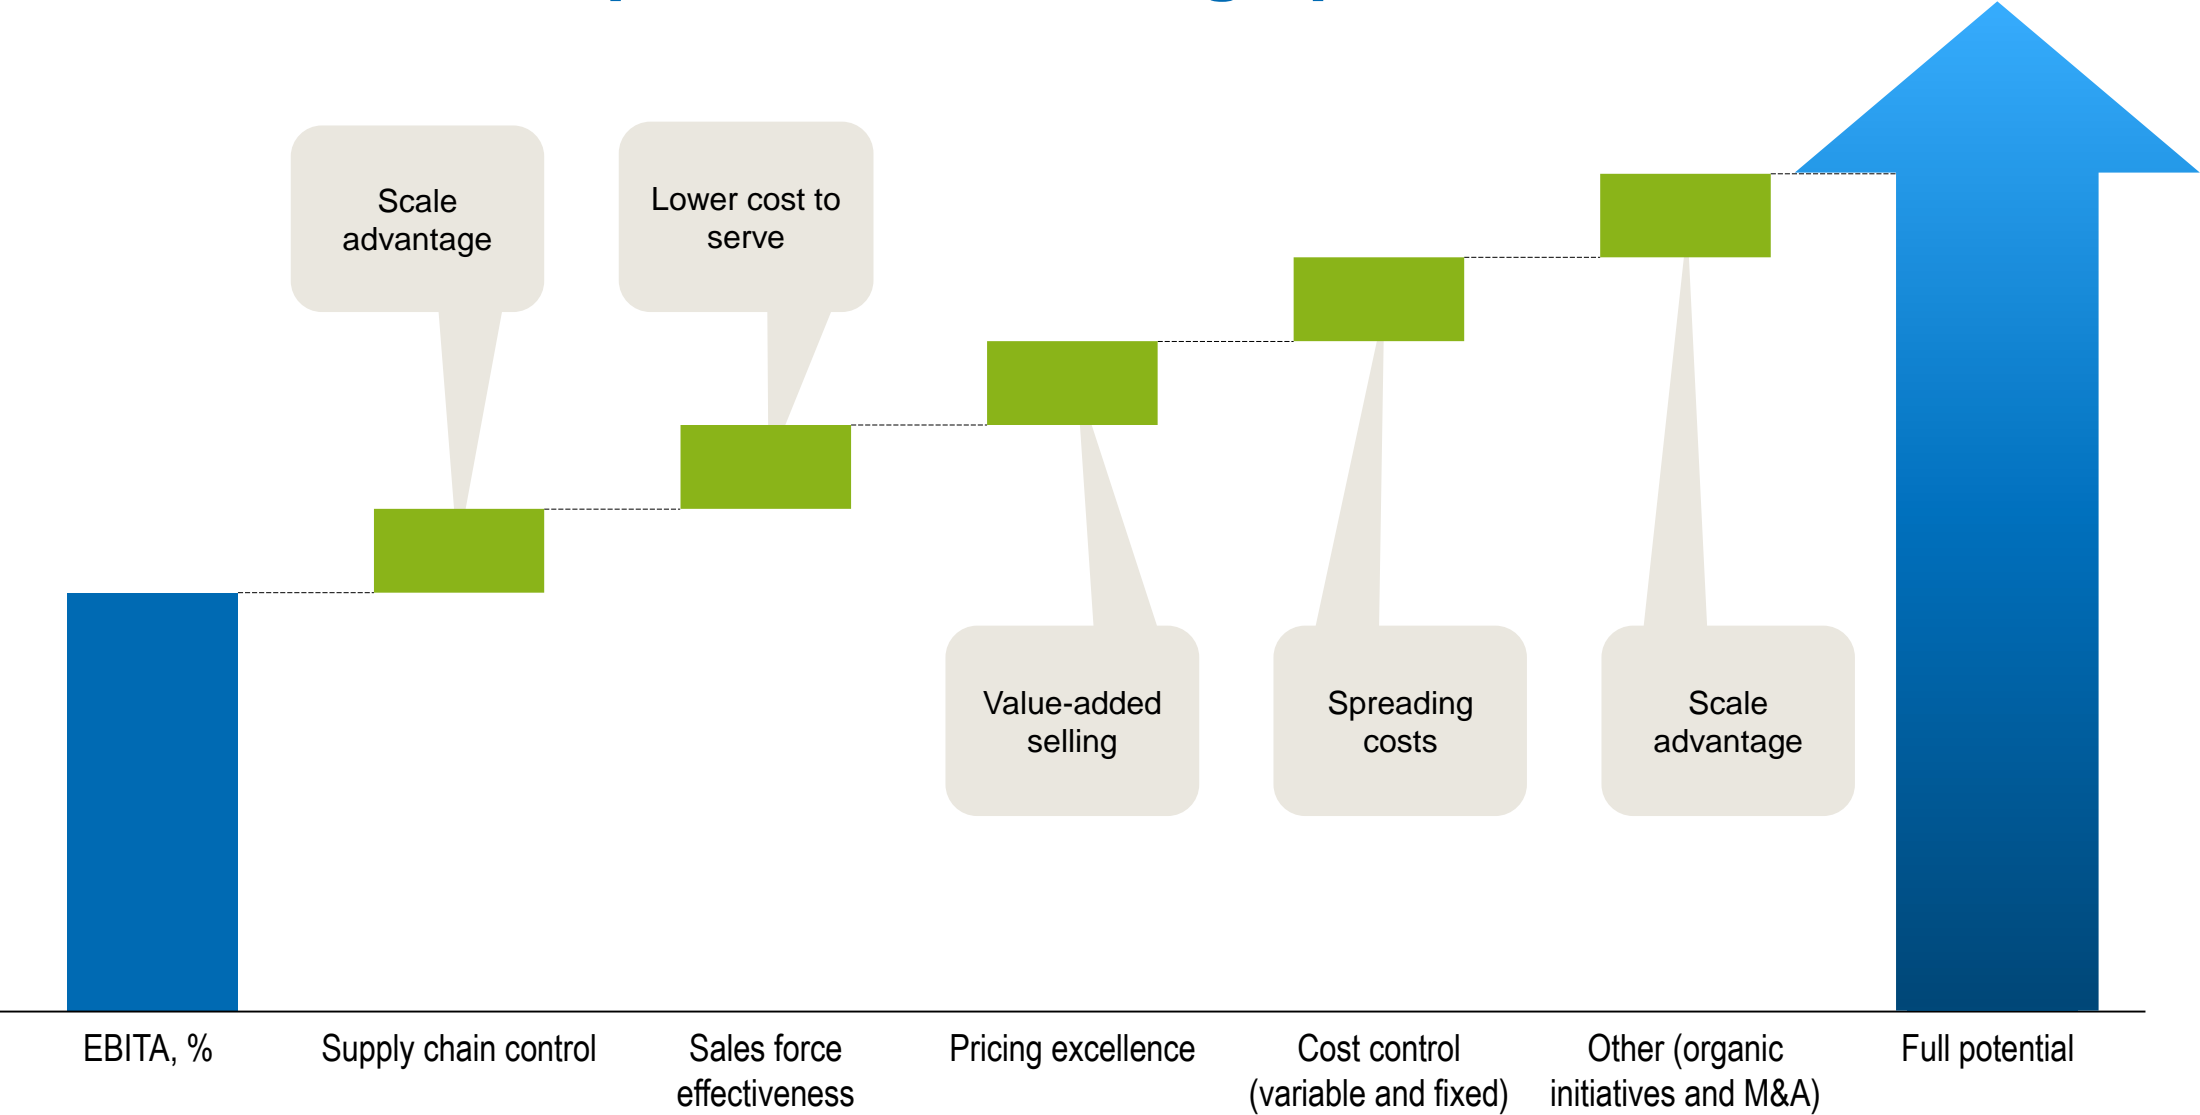 Scale
advantage
Lower cost to
serve
Value-added
selling
Spreading
costs
Scale
advantage
EBITA, %
Supply chain control
Sales force
effectiveness
Pricing excellence
Cost control
(variable and fixed)
Other (organic
initiatives and M&A)
Full potential